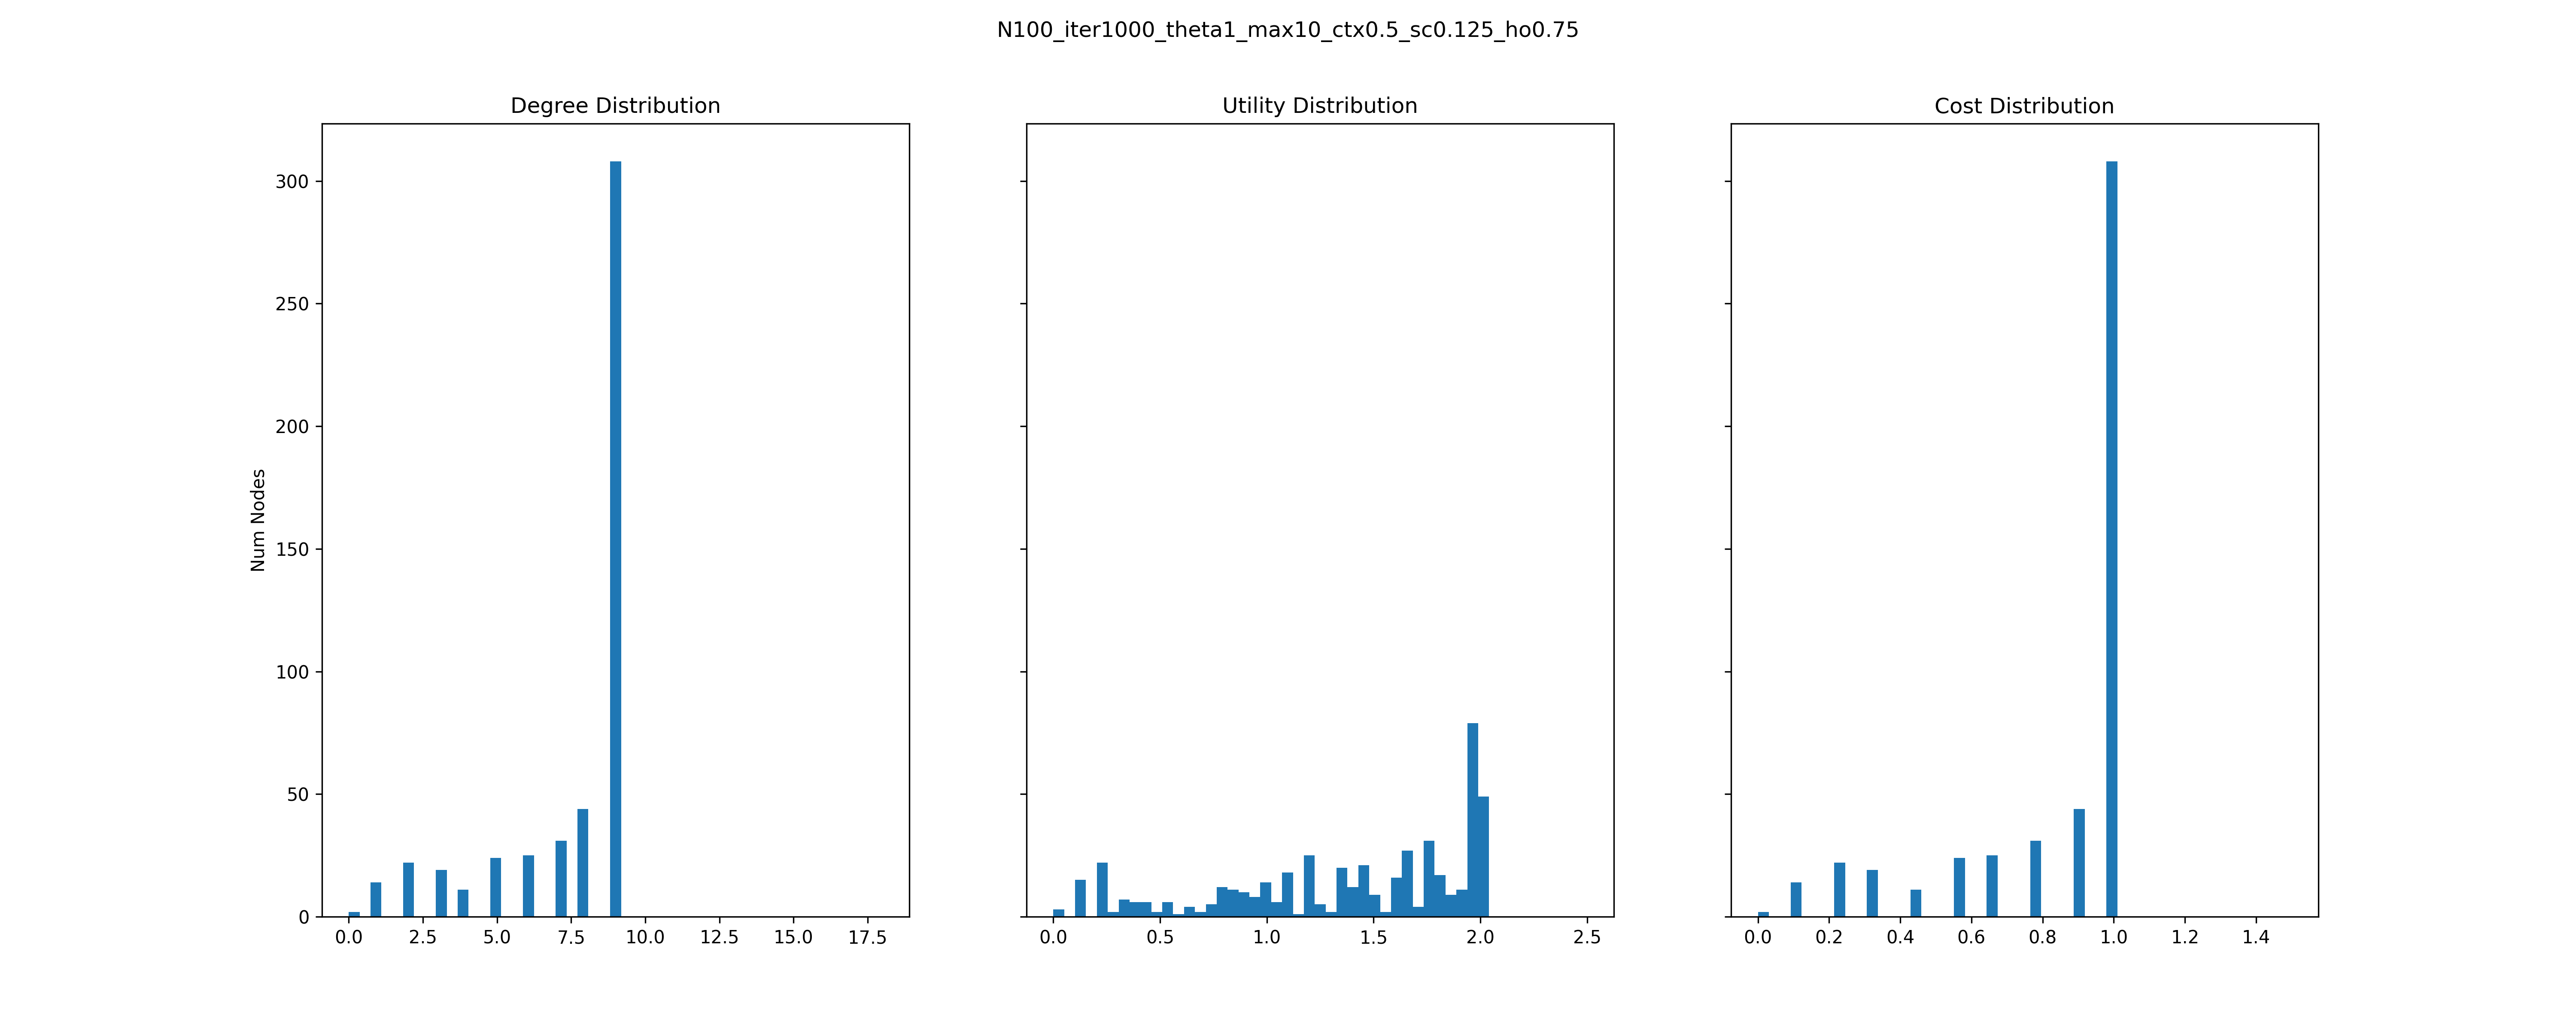 N100_iter1000_theta1_max10_ctx0.5_sc0.125_ho0.75
Degree Distribution
Num Nodes
300
250
200
150
100
50
0
0.0 2.5 5.0 7.5 10.0 12.5 15.0 17.5
Utility Distribution
0.0 0.5 1.0 1.5 2.0 2.5
Cost Distribution
0.0 0.2 0.4 0.6 0.8 1.0 1.2 1.4